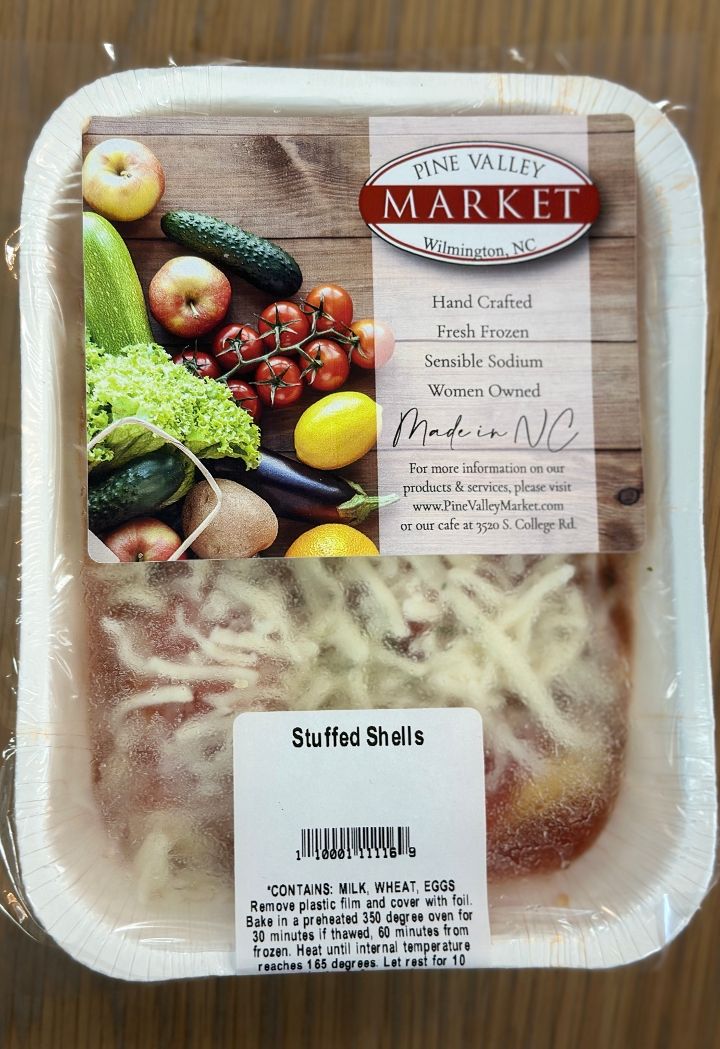 PINE VALLEY
MARKET
Wilmington, NC
Hand Crafted
Fresh Frozen
Sensible Sodium
Women Owned
Made in NC
For more information on our
products & services, please visit
www.PineValleyMarket.com
or our cafe at 3520 S. College Rd.
Stuffed Shells
1 10001 11116 9
*CONTAINS: MILK, WHEAT, EGGS
Remove plastic film and cover with foil.
Bake in a preheated 350 degree oven for
30 minutes if thawed, 60 minutes from
frozen. Heat until internal temperature
reaches 165 degrees. Let rest for 10